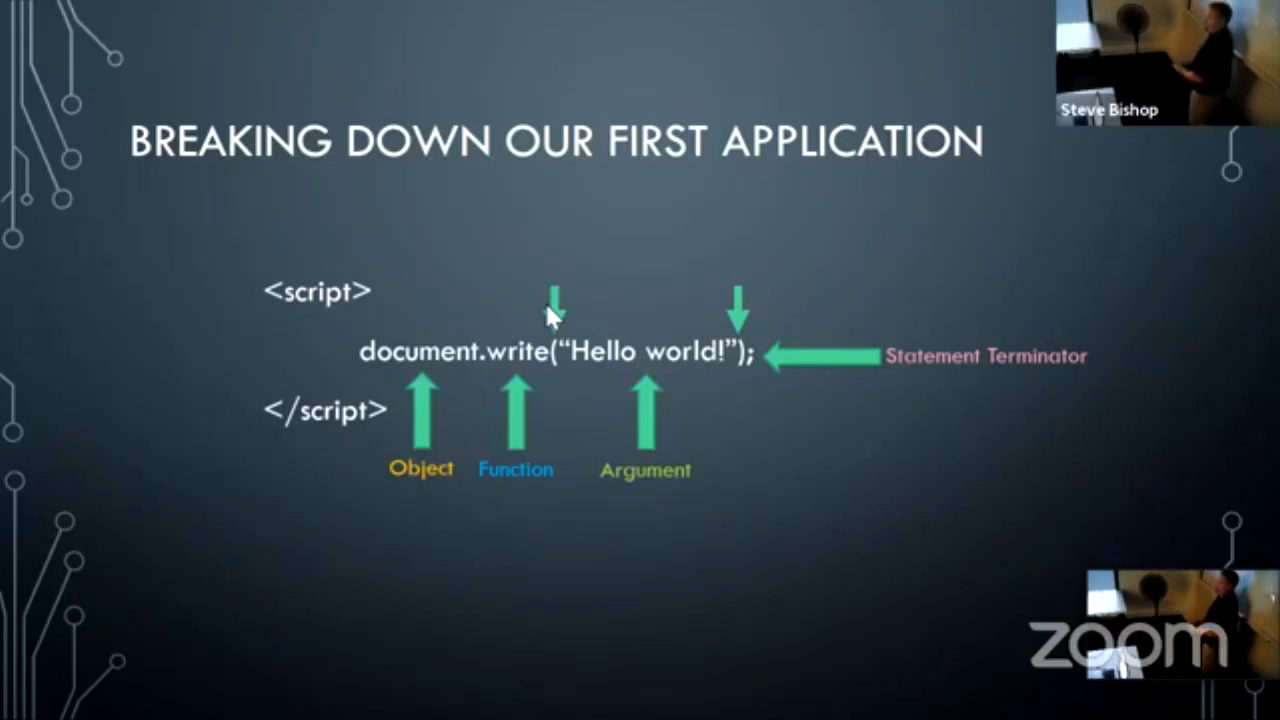 Steve Bishop
BREAKING DOWN OUR FIRST APPLICATION
<script>
document.write(“Hello world!”);
Statement Terminator
</script>
Object Function Argument
zoom